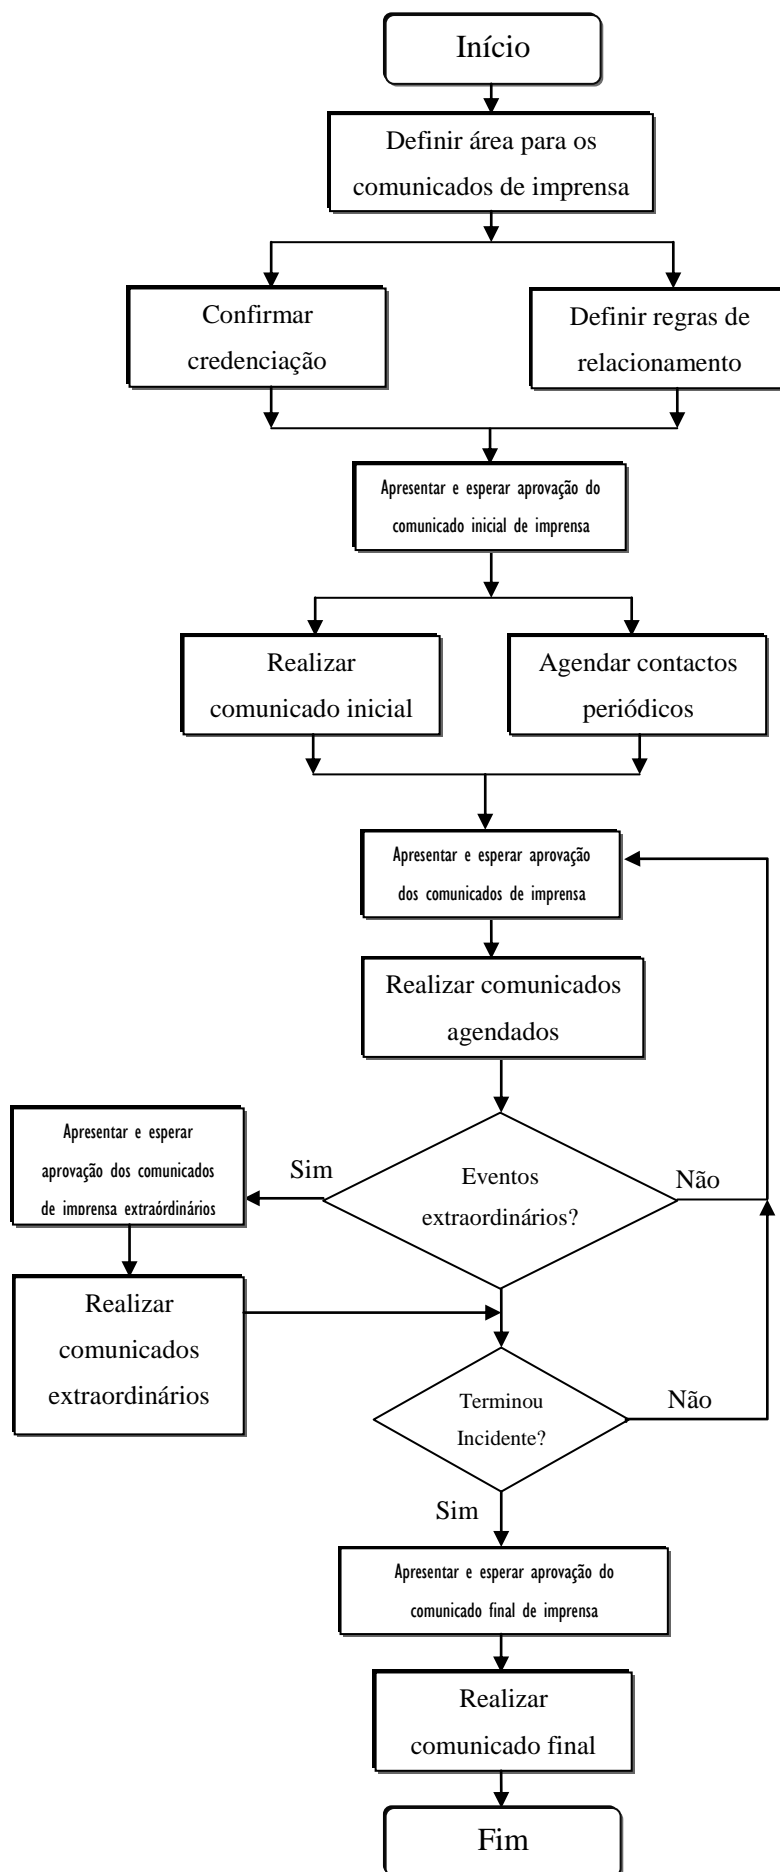 Início
Definir área para os
comunicados de imprensa
Confirmar
credenciação
Definir regras de
relacionamento
Apresentar e esperar aprovação do
comunicado inicial de imprensa
Realizar
comunicado inicial
Agendar contactos
periódicos
Apresentar e esperar aprovação
dos comunicados de imprensa
Realizar comunicados
agendados
Apresentar e esperar
aprovação dos comunicados
de imprensa extraórdinários
Sim
Eventos
extraordinários?
Não
Realizar
comunicados
extraordinários
Terminou
Incidente?
Não
Sim
Apresentar e esperar aprovação do
comunicado final de imprensa
Realizar
comunicado final
Fim